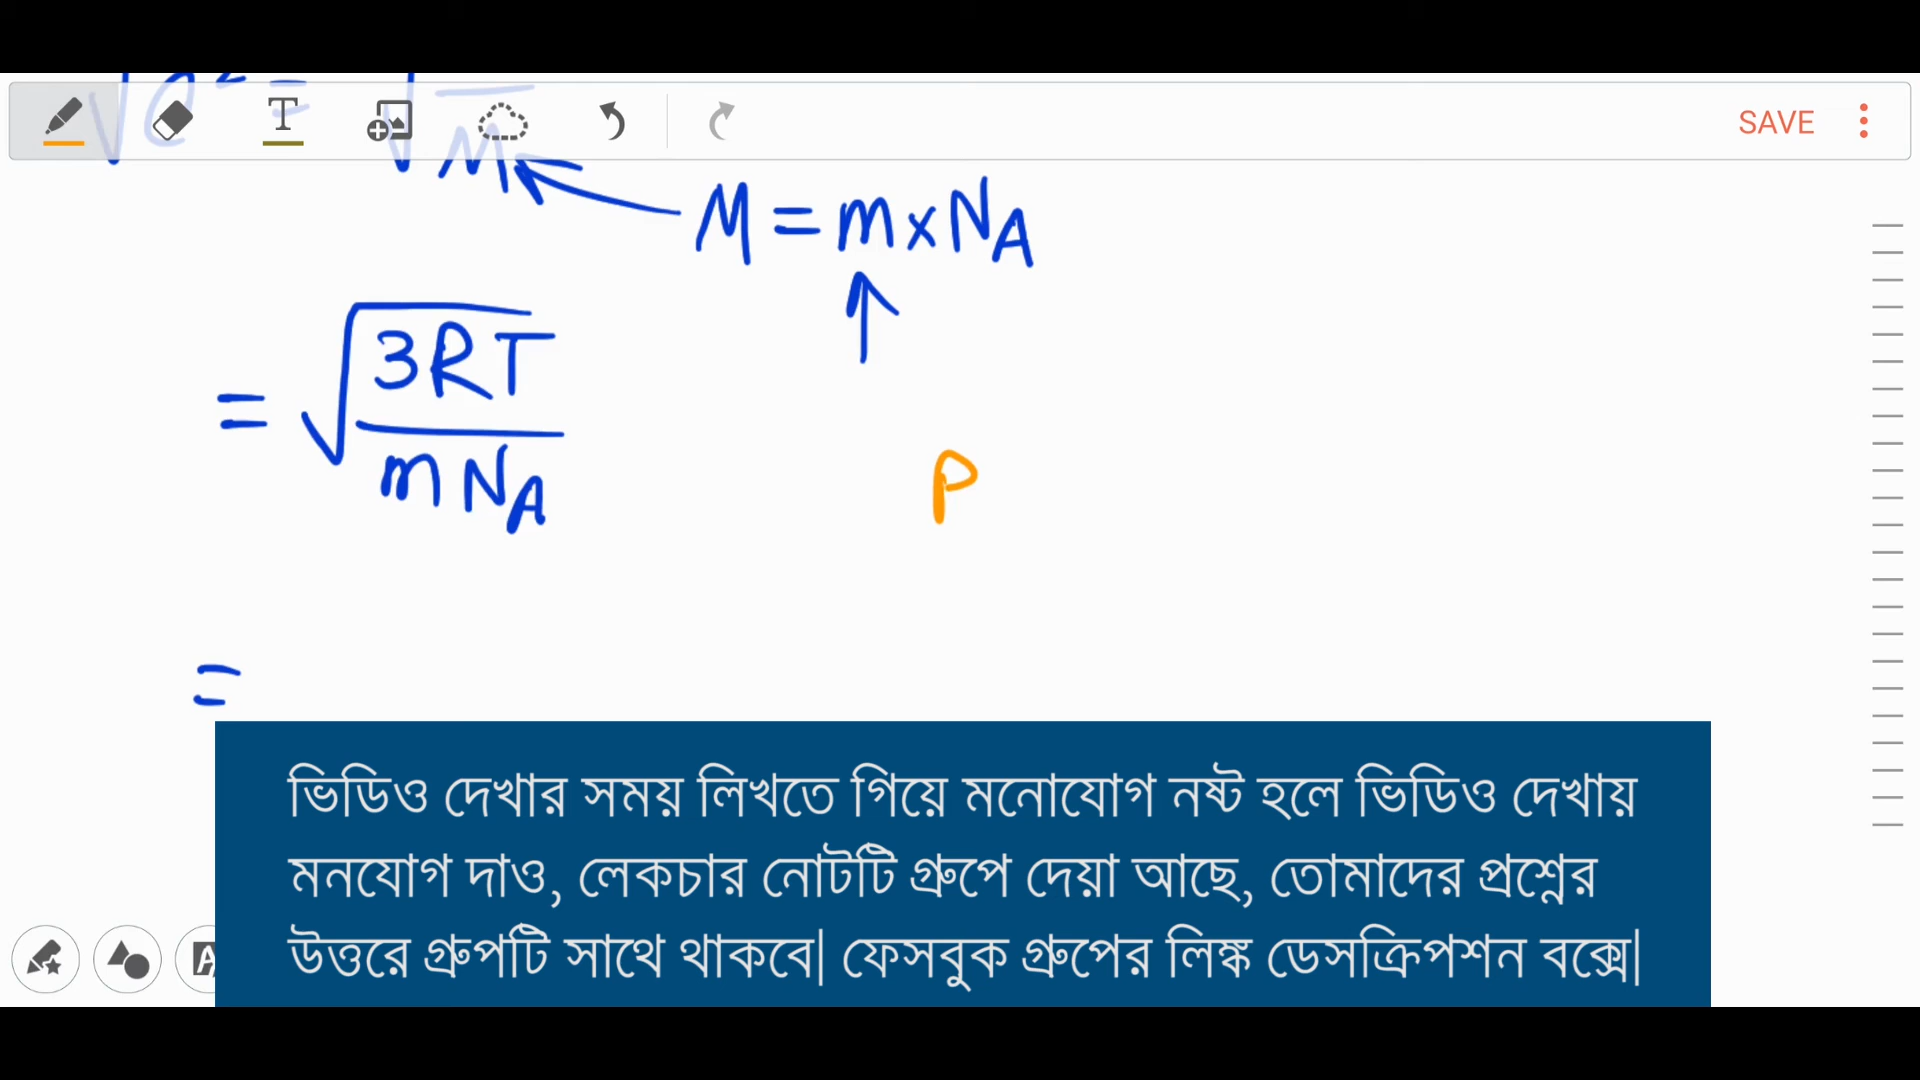 T
SAVE
M = m x N_A
= √(3RT / m N_A)
P
=
ভিডিও দেখার সময় লিখতে গিয়ে মনোযোগ নষ্ট হলে ভিডিও দেখায়
মনযোগ দাও, লেকচার নোটটি গ্রুপে দেয়া আছে, তোমাদের প্রশ্নের
উত্তরে গ্রুপটি সাথে থাকবে| ফেসবুক গ্রুপের লিঙ্ক ডেসক্রিপশন বক্সে|